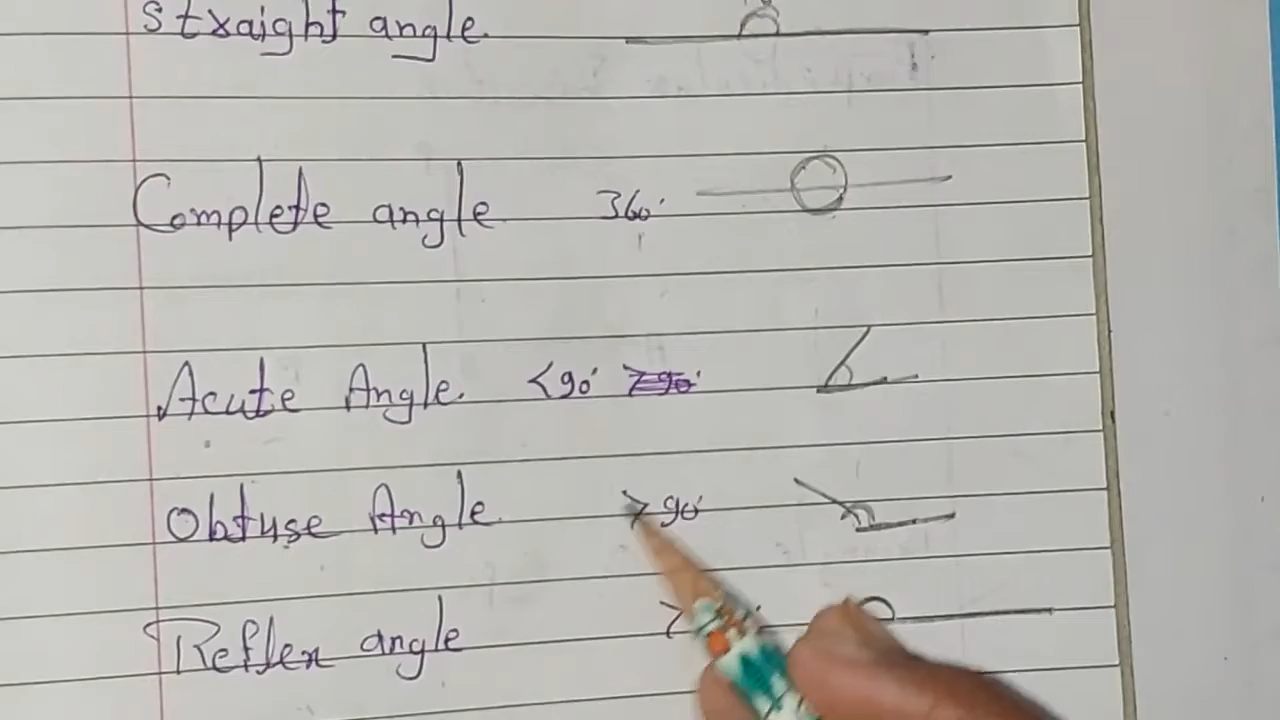 Straight angle.
Complete angle 360°
Acute Angle. <90°
Obtuse Angle. >90°
Reflex angle >